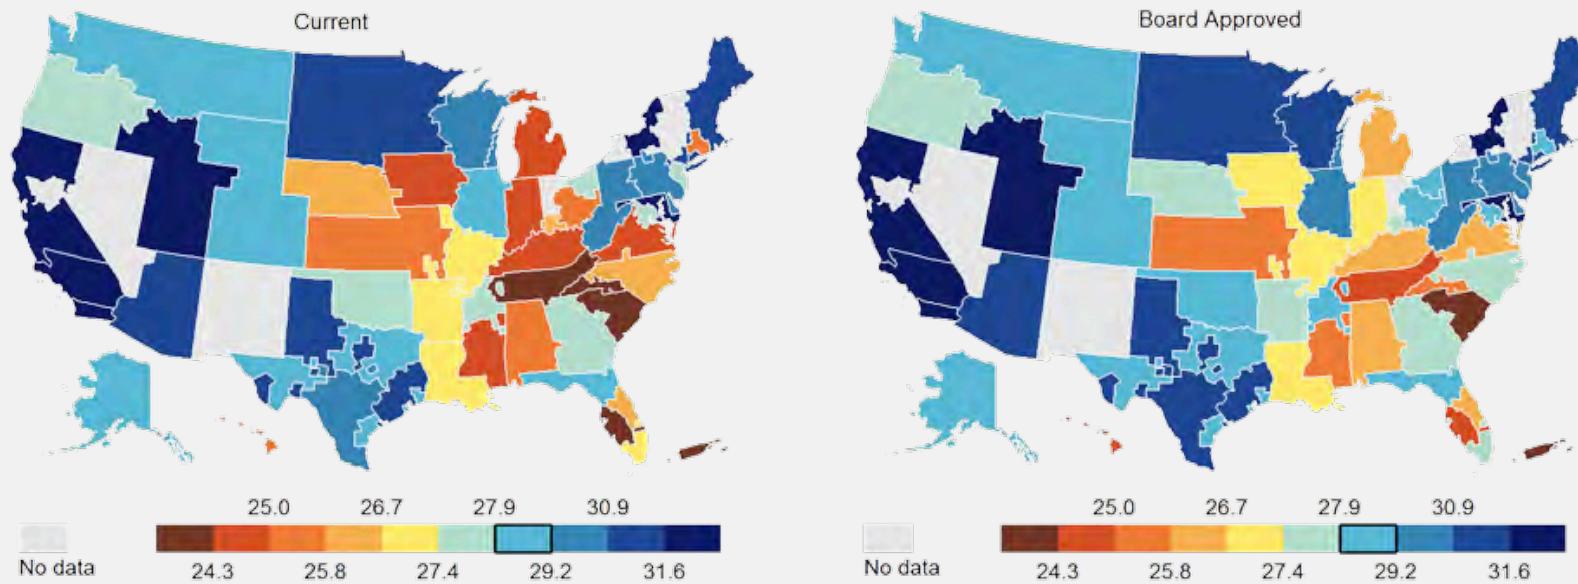 Current
Board Approved
25.0 26.7 27.9 30.9
No data
24.3 25.8 27.4 29.2 31.6
25.0 26.7 27.9 30.9
No data
24.3 25.8 27.4 29.2 31.6